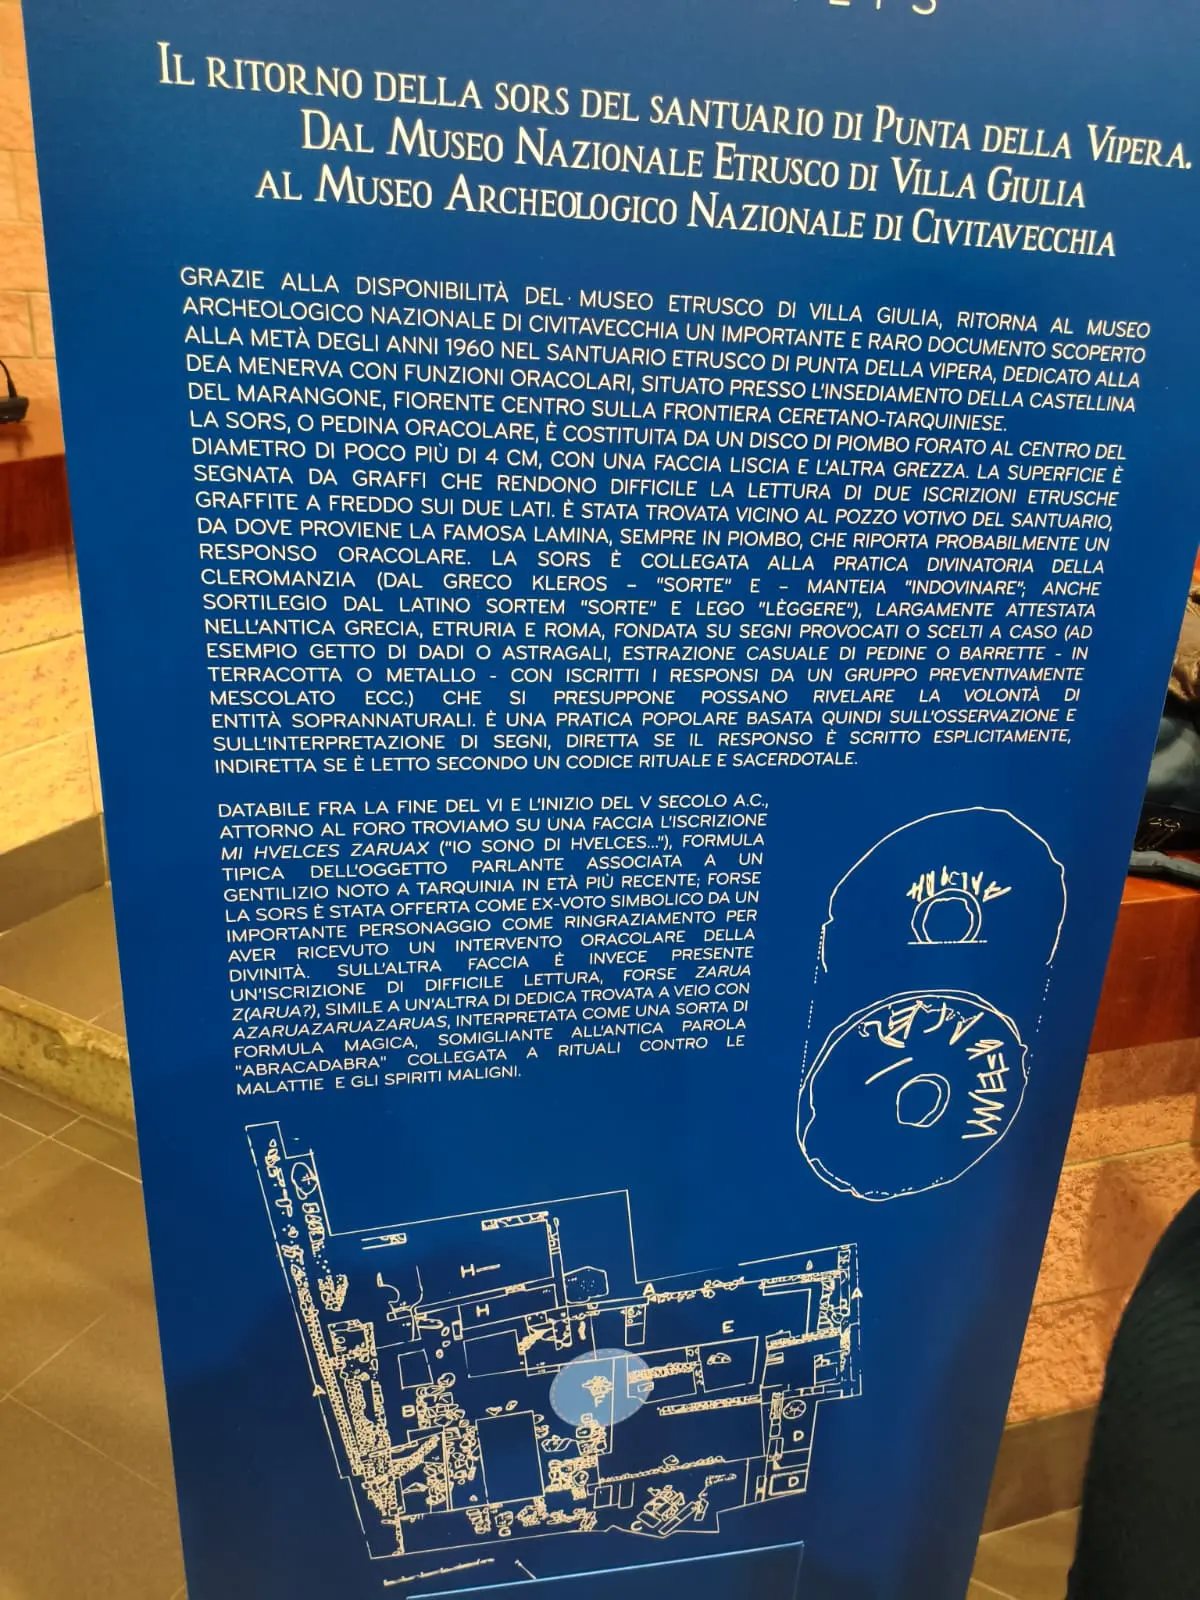 IL RITORNO DELLA SORS DEL SANTUARIO DI PUNTA DELLA VIPERA.
DAL MUSEO NAZIONALE ETRUSCO DI VILLA GIULIA
AL MUSEO ARCHEOLOGICO NAZIONALE DI CIVITAVECCHIA
GRAZIE ALLA DISPONIBILITÀ DEL MUSEO ETRUSCO DI VILLA GIULIA, RITORNA AL MUSEO
ARCHEOLOGICO NAZIONALE DI CIVITAVECCHIA UN IMPORTANTE E RARO DOCUMENTO SCOPERTO
ALLA METÀ DEGLI ANNI 1960 NEL SANTUARIO ETRUSCO DI PUNTA DELLA VIPERA, DEDICATO ALLA
DEA MENERVA CON FUNZIONI ORACOLARI, SITUATO PRESSO L'INSEDIAMENTO DELLA CASTELLINA
DEL MARANGONE, FIORENTE CENTRO SULLA FRONTIERA CERETANO-TARQUINIESE.
LA SORS, O PEDINA ORACOLARE, È COSTITUITA DA UN DISCO DI PIOMBO FORATO AL CENTRO DEL
DIAMETRO DI POCO PIÙ DI 4 CM, CON UNA FACCIA LISCIA E L'ALTRA GREZZA. LA SUPERFICIE È
SEGNATA DA GRAFFI CHE RENDONO DIFFICILE LA LETTURA DI DUE ISCRIZIONI ETRUSCHE
GRAFFITE A FREDDO SUI DUE LATI. È STATA TROVATA VICINO AL POZZO VOTIVO DEL SANTUARIO,
DA DOVE PROVIENE LA FAMOSA LAMINA, SEMPRE IN PIOMBO, CHE RIPORTA PROBABILMENTE UN
RESPONSO ORACOLARE. LA SORS È COLLEGATA ALLA PRATICA DIVINATORIA DELLA
CLEROMANZIA (DAL GRECO KLEROS – "SORTE" E – MANTEIA "INDOVINARE"; ANCHE
SORTILEGIO DAL LATINO SORTEM "SORTE" E LEGO "LÈGGERE"), LARGAMENTE ATTESTATA
NELL'ANTICA GRECIA, ETRURIA E ROMA, FONDATA SU SEGNI PROVOCATI O SCELTI A CASO (AD
ESEMPIO GETTO DI DADI O ASTRAGALI, ESTRAZIONE CASUALE DI PEDINE O BARRETTE - IN
TERRACOTTA O METALLO - CON ISCRITTI I RESPONSI DA UN GRUPPO PREVENTIVAMENTE
MESCOLATO ECC.) CHE SI PRESUPPONE POSSANO RIVELARE LA VOLONTÀ DI
ENTITÀ SOPRANNATURALI. È UNA PRATICA POPOLARE BASATA QUINDI SULL'OSSERVAZIONE E
SULL'INTERPRETAZIONE DI SEGNI, DIRETTA SE IL RESPONSO È SCRITTO ESPLICITAMENTE,
INDIRETTA SE È LETTO SECONDO UN CODICE RITUALE E SACERDOTALE.
DATABILE FRA LA FINE DEL VI E L'INIZIO DEL V SECOLO A.C.,
ATTORNO AL FORO TROVIAMO SU UNA FACCIA L'ISCRIZIONE
MI HVELCES ZARUAX ("IO SONO DI HVELCES..."), FORMULA
TIPICA DELL'OGGETTO PARLANTE ASSOCIATA A UN
GENTILIZIO NOTO A TARQUINIA IN ETÀ PIÙ RECENTE; FORSE
LA SORS È STATA OFFERTA COME EX-VOTO SIMBOLICO DA UN
IMPORTANTE PERSONAGGIO COME RINGRAZIAMENTO PER
AVER RICEVUTO UN INTERVENTO ORACOLARE DELLA
DIVINITÀ. SULL'ALTRA FACCIA È INVECE PRESENTE
UN'ISCRIZIONE DI DIFFICILE LETTURA, FORSE ZARUA
Z(ARUA?), SIMILE A UN'ALTRA DI DEDICA TROVATA A VEIO CON
AZARUAZARUAZARUAS, INTERPRETATA COME UNA SORTA DI
FORMULA MAGICA, SOMIGLIANTE ALL'ANTICA PAROLA
"ABRACADABRA" COLLEGATA A RITUALI CONTRO LE
MALATTIE E GLI SPIRITI MALIGNI.
H
H
A
A
E
A
B
F
D
D